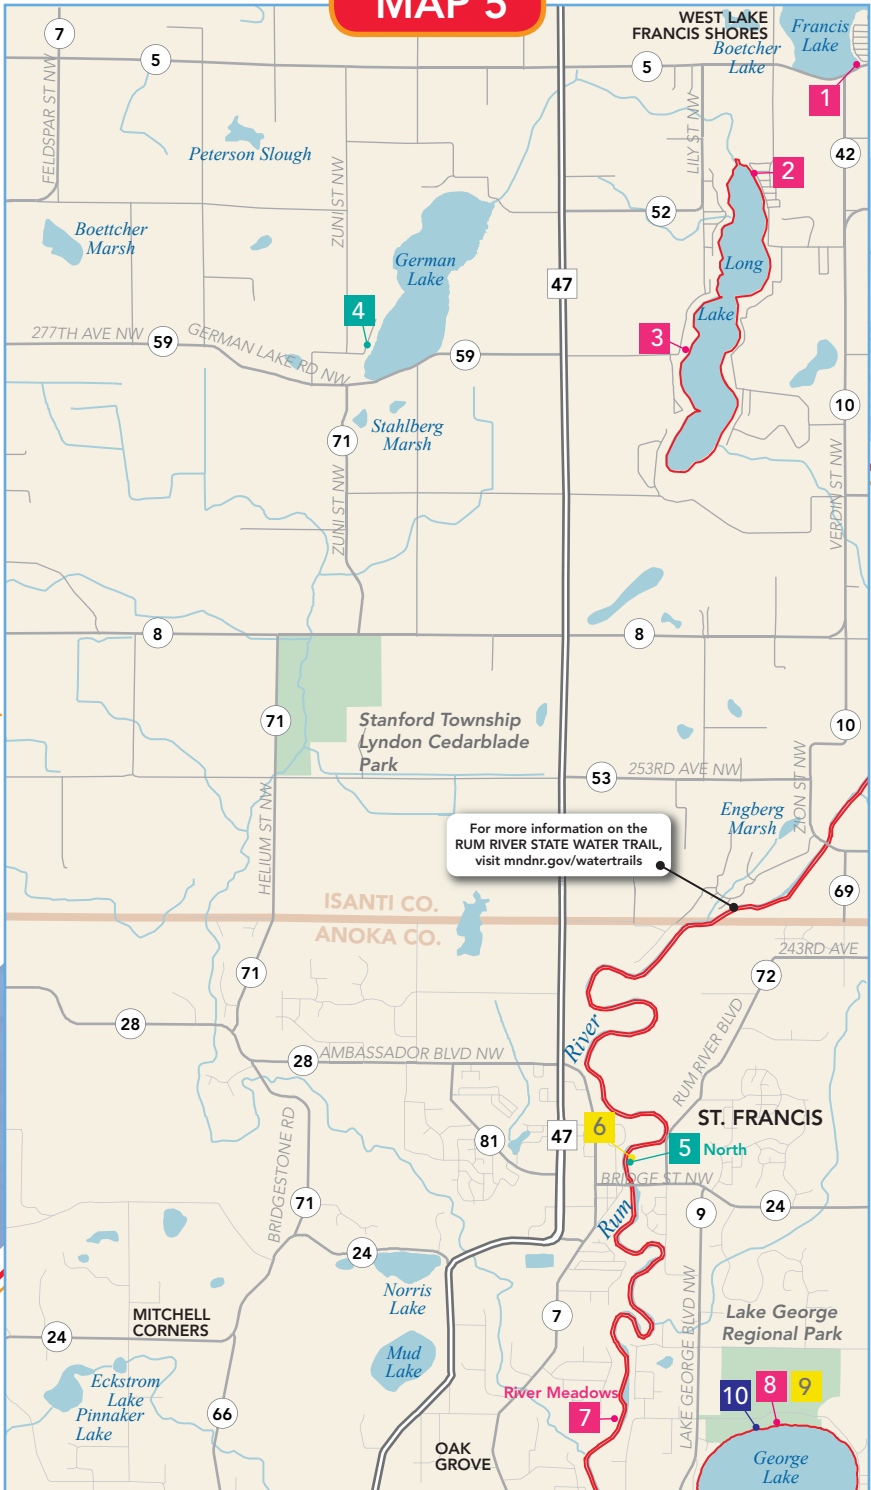 MAP 5
WEST LAKE
FRANCIS SHORES
Francis
Lake
Boetcher
Lake
7
5
5
1
FELDSPAR ST NW
Peterson Slough
LILY ST NW
42
2
ZUNI ST NW
52
Boettcher
Marsh
German
Lake
Long
Lake
47
4
277TH AVE NW
59
GERMAN LAKE RD NW
59
3
10
71
Stahlberg
Marsh
ZUNI ST NW
VERDIN ST NW
8
8
71
Stanford Township
Lyndon Cedarblade
Park
10
53
253RD AVE NW
ZION ST NW
HELIUM ST NW
Engberg
Marsh
For more information on the
RUM RIVER STATE WATER TRAIL,
visit mndnr.gov/watertrails
69
ISANTI CO.
ANOKA CO.
243RD AVE
71
72
28
River
RUM RIVER BLVD
28
AMBASSADOR BLVD NW
ST. FRANCIS
81
47
6
5
North
BRIDGESTONE RD
BRIDGE ST NW
71
Rum
9
24
24
Norris
Lake
LAKE GEORGE BLVD NW
MITCHELL
CORNERS
24
7
Lake George
Regional Park
Mud
Lake
Eckstrom
Lake
Pinnaker
Lake
66
River Meadows
7
10
8
9
OAK
GROVE
George
Lake